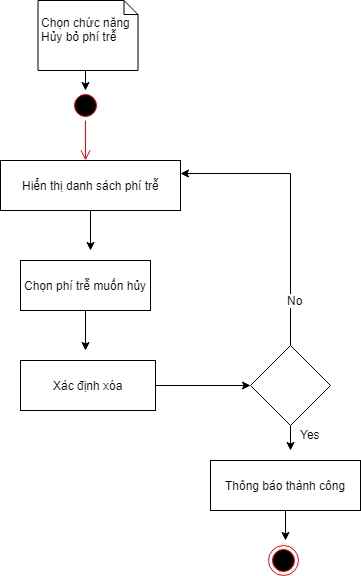 Chọn chức năng
Hủy bỏ phí trễ
Hiển thị danh sách phí trễ
Chọn phí trễ muốn hủy
Xác định xóa
No
Yes
Thông báo thành công